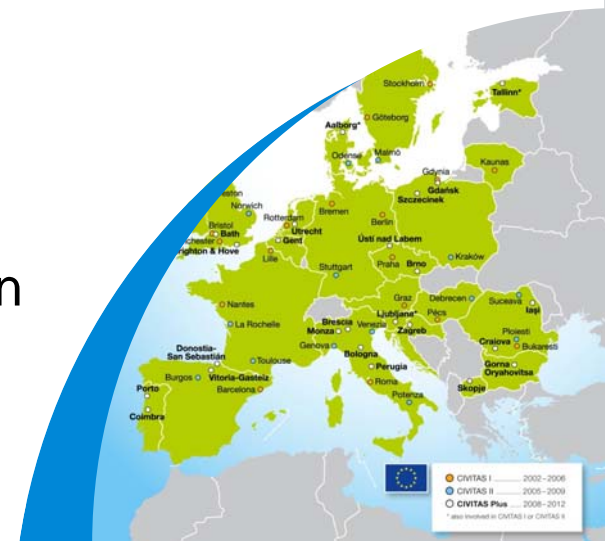 Stockholm
Tallinn*
Göteborg
Aalborg*
Odense
Malmö
Kaunas
Gdynia
Gdańsk
Szczecinek
Norwich
Bremen
Rotterdam
Berlin
Bristol
Bath
Utrecht
Gent
Ústí nad Labem
Lille
Praha
Brno
Kraków
Stuttgart
n
Nantes
Graz
Debrecen
Suceava
Iaşi
La Rochelle
Brescia
Monza
Venezia
Ljubljana*
Pécs
Zagreb
Ploiesti
Genova
Craiova
Bukaresti
Donostia-
San Sebastián
Toulouse
Bologna
Gorna
Oryahovitsa
Burgos
Vitoria-Gasteiz
Perugia
Porto
Barcelona
Roma
Skopje
Potenza
Coimbra
CIVITAS I ........ 2002–2006
CIVITAS II ........ 2005–2009
CIVITAS Plus ..... 2008–2012
* also involved in CIVITAS I or CIVITAS II